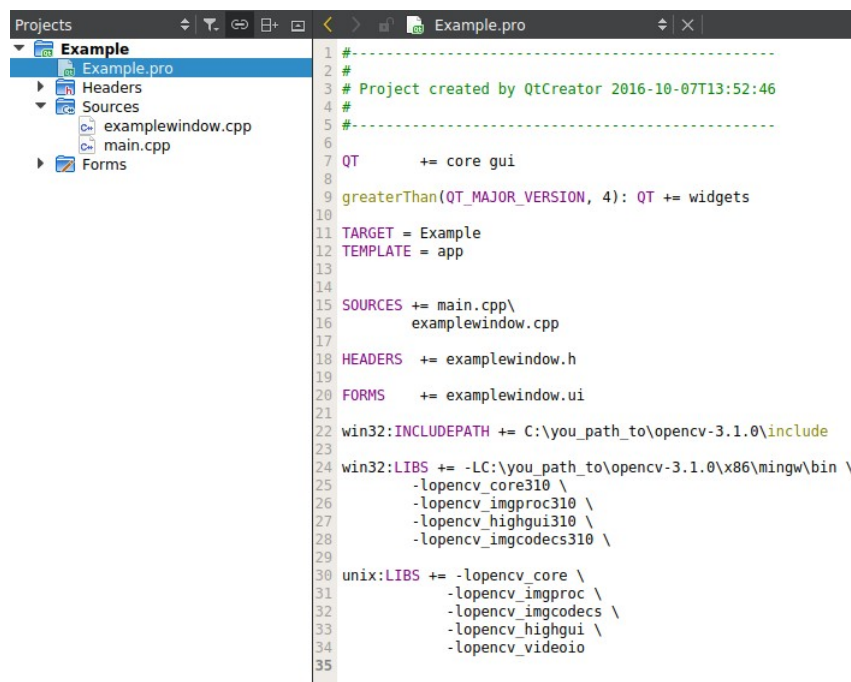 Projects
Example
Example.pro
Headers
Sources
examplewindow.cpp
main.cpp
Forms
Example.pro
1 #-------------------------------------------------
2 #
3 # Project created by QtCreator 2016-10-07T13:52:46
4 #
5 #-------------------------------------------------
6
7 QT       += core gui
8
9 greaterThan(QT_MAJOR_VERSION, 4): QT += widgets
10
11 TARGET = Example
12 TEMPLATE = app
13
14
15 SOURCES += main.cpp\
16         examplewindow.cpp
17
18 HEADERS  += examplewindow.h
19
20 FORMS    += examplewindow.ui
21
22 win32:INCLUDEPATH += C:\you_path_to\opencv-3.1.0\include
23
24 win32:LIBS += -LC:\you_path_to\opencv-3.1.0\x86\mingw\bin \
25         -lopencv_core310 \
26         -lopencv_imgproc310 \
27         -lopencv_highgui310 \
28         -lopencv_imgcodecs310 \
29
30 unix:LIBS += -lopencv_core \
31             -lopencv_imgproc \
32             -lopencv_imgcodecs \
33             -lopencv_highgui \
34             -lopencv_videoio
35